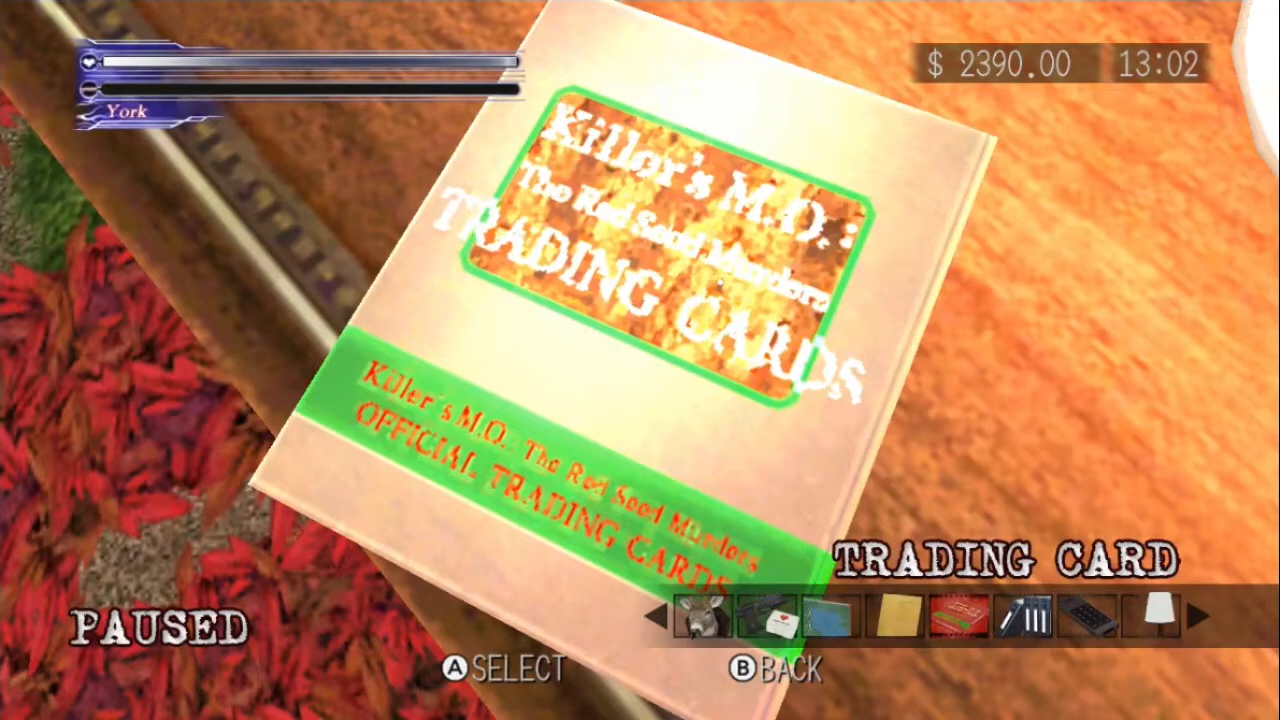 $ 2390.00
13:02
York
Killer's M.O.:
The Red Seed Murders
TRADING CARDS
Killer's M.O.: The Red Seed Murders
OFFICIAL TRADING CARDS
TRADING CARD
PAUSED
A SELECT
B BACK